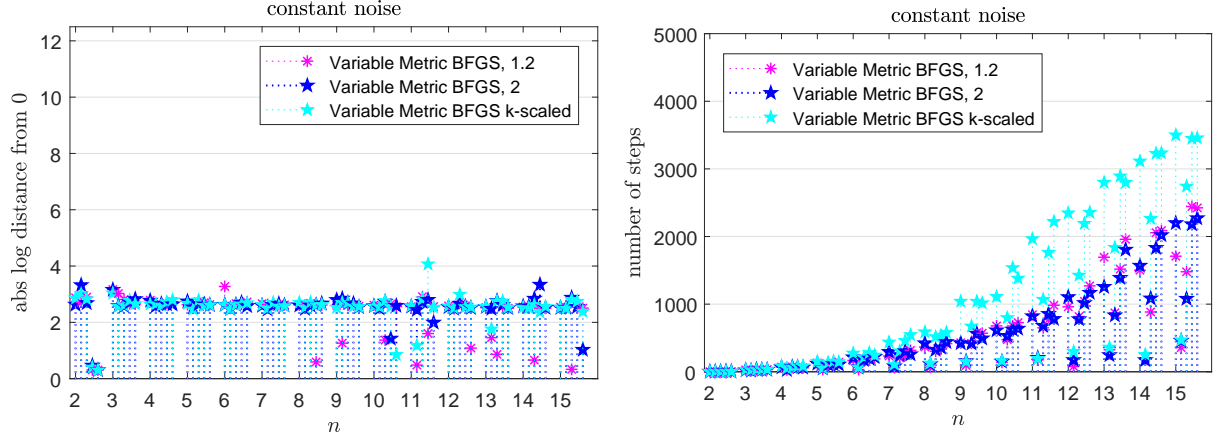 constant noise
abs log distance from 0
12
10
8
6
4
2
0
Variable Metric BFGS, 1.2
Variable Metric BFGS, 2
Variable Metric BFGS k-scaled
2 3 4 5 6 7 8 9 10 11 12 13 14 15
n
constant noise
number of steps
5000
4000
3000
2000
1000
0
Variable Metric BFGS, 1.2
Variable Metric BFGS, 2
Variable Metric BFGS k-scaled
2 3 4 5 6 7 8 9 10 11 12 13 14 15
n